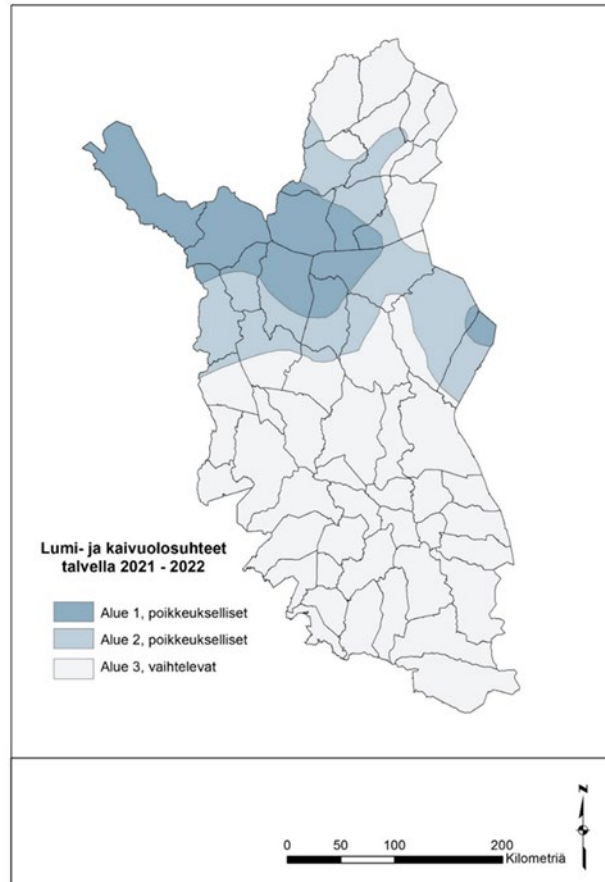 Lumi- ja kaivuolosuhteet
talvella 2021 - 2022
Alue 1, poikkeukselliset
Alue 2, poikkeukselliset
Alue 3, vaihtelevat
N
0 50 100 200
Kilometriä